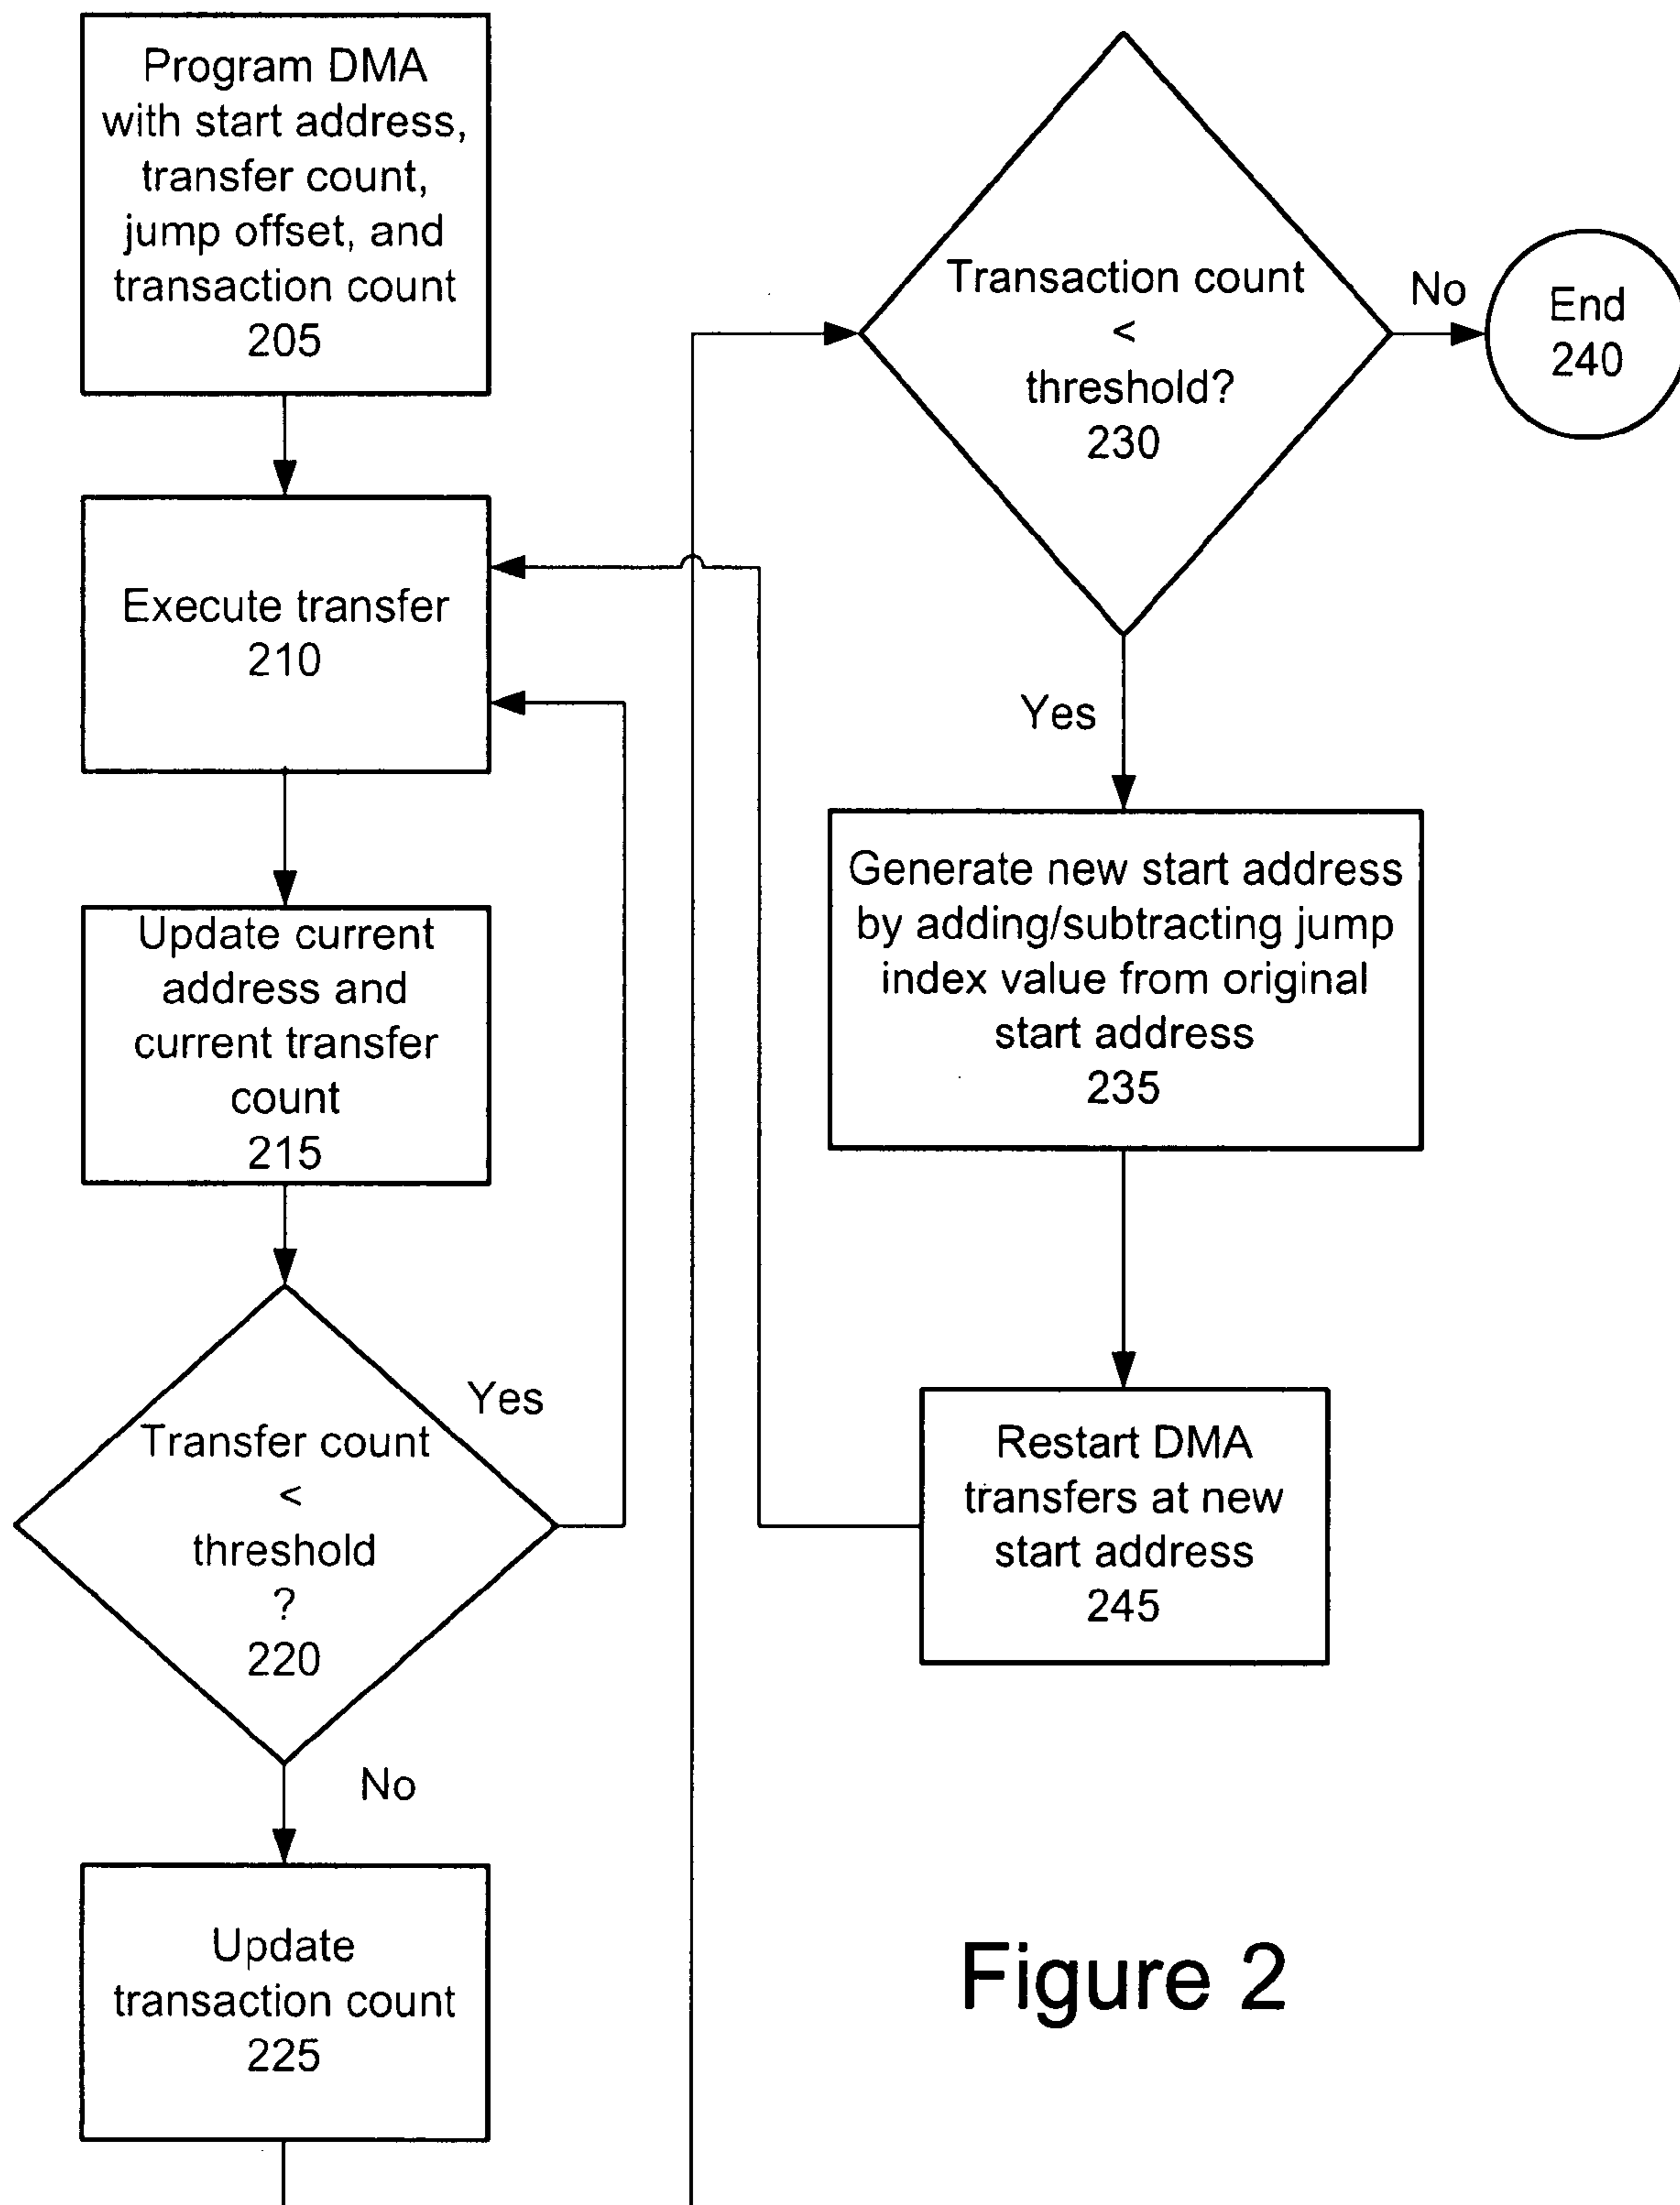 Program DMA
with start address,
transfer count,
jump offset, and
transaction count
205
Execute transfer
210
Update current
address and
current transfer
count
215
Transfer count
<
threshold
?
220
Yes
No
Update
transaction count
225
Transaction count
<
threshold?
230
No
End
240
Yes
Generate new start address
by adding/subtracting jump
index value from original
start address
235
Restart DMA
transfers at new
start address
245
Figure 2